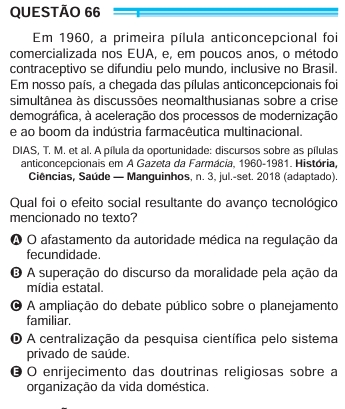 QUESTÃO 66
Em 1960, a primeira pílula anticoncepcional foi
comercializada nos EUA, e, em poucos anos, o método
contraceptivo se difundiu pelo mundo, inclusive no Brasil.
Em nosso país, a chegada das pílulas anticoncepcionais foi
simultânea às discussões neomalthusianas sobre a crise
demográfica, à aceleração dos processos de modernização
e ao boom da indústria farmacêutica multinacional.
DIAS, T. M. et al. A pílula da oportunidade: discursos sobre as pílulas
anticoncepcionais em A Gazeta da Farmácia, 1960-1981. História,
Ciências, Saúde — Manguinhos, n. 3, jul.-set. 2018 (adaptado).
Qual foi o efeito social resultante do avanço tecnológico
mencionado no texto?
A O afastamento da autoridade médica na regulação da
fecundidade.
B A superação do discurso da moralidade pela ação da
mídia estatal.
C A ampliação do debate público sobre o planejamento
familiar.
D A centralização da pesquisa científica pelo sistema
privado de saúde.
E O enrijecimento das doutrinas religiosas sobre a
organização da vida doméstica.